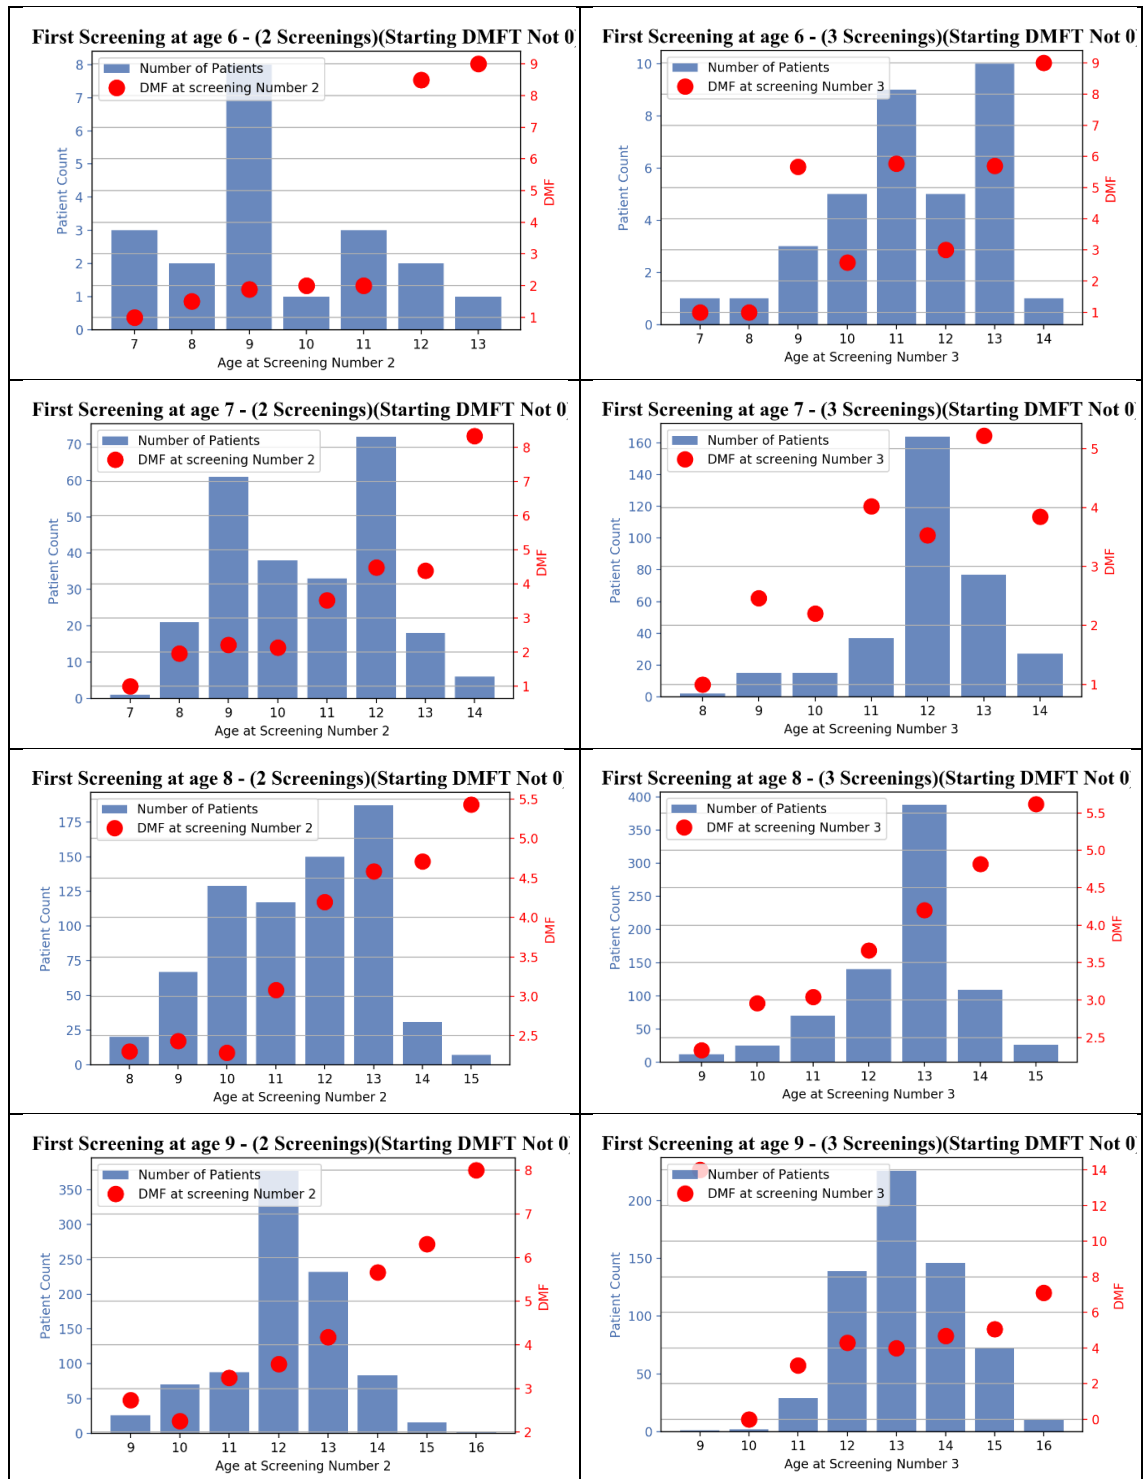 First Screening at age 6 - (2 Screenings)(Starting DMFT Not 0)
Number of Patients
DMF at screening Number 2
Patient Count
0 1 2 3 4 5 6 7 8
7 8 9 10 11 12 13
Age at Screening Number 2
1 2 3 4 5 6 7 8 9
DMF
First Screening at age 6 - (3 Screenings)(Starting DMFT Not 0)
Number of Patients
DMF at screening Number 3
Patient Count
0 2 4 6 8 10
7 8 9 10 11 12 13 14
Age at Screening Number 3
1 2 3 4 5 6 7 8 9
DMF
First Screening at age 7 - (2 Screenings)(Starting DMFT Not 0)
Number of Patients
DMF at screening Number 2
Patient Count
0 10 20 30 40 50 60 70
7 8 9 10 11 12 13 14
Age at Screening Number 2
1 2 3 4 5 6 7 8
DMF
First Screening at age 7 - (3 Screenings)(Starting DMFT Not 0)
Number of Patients
DMF at screening Number 3
Patient Count
0 20 40 60 80 100 120 140 160
8 9 10 11 12 13 14
Age at Screening Number 3
1 2 3 4 5
DMF
First Screening at age 8 - (2 Screenings)(Starting DMFT Not 0)
Number of Patients
DMF at screening Number 2
Patient Count
0 25 50 75 100 125 150 175
8 9 10 11 12 13 14 15
Age at Screening Number 2
2.5 3.0 3.5 4.0 4.5 5.0 5.5
DMF
First Screening at age 8 - (3 Screenings)(Starting DMFT Not 0)
Number of Patients
DMF at screening Number 3
Patient Count
0 50 100 150 200 250 300 350 400
9 10 11 12 13 14 15
Age at Screening Number 3
2.5 3.0 3.5 4.0 4.5 5.0 5.5
DMF
First Screening at age 9 - (2 Screenings)(Starting DMFT Not 0)
Number of Patients
DMF at screening Number 2
Patient Count
0 50 100 150 200 250 300 350
9 10 11 12 13 14 15 16
Age at Screening Number 2
2 3 4 5 6 7 8
DMF
First Screening at age 9 - (3 Screenings)(Starting DMFT Not 0)
Number of Patients
DMF at screening Number 3
Patient Count
0 50 100 150 200
9 10 11 12 13 14 15 16
Age at Screening Number 3
0 2 4 6 8 10 12 14
DMF